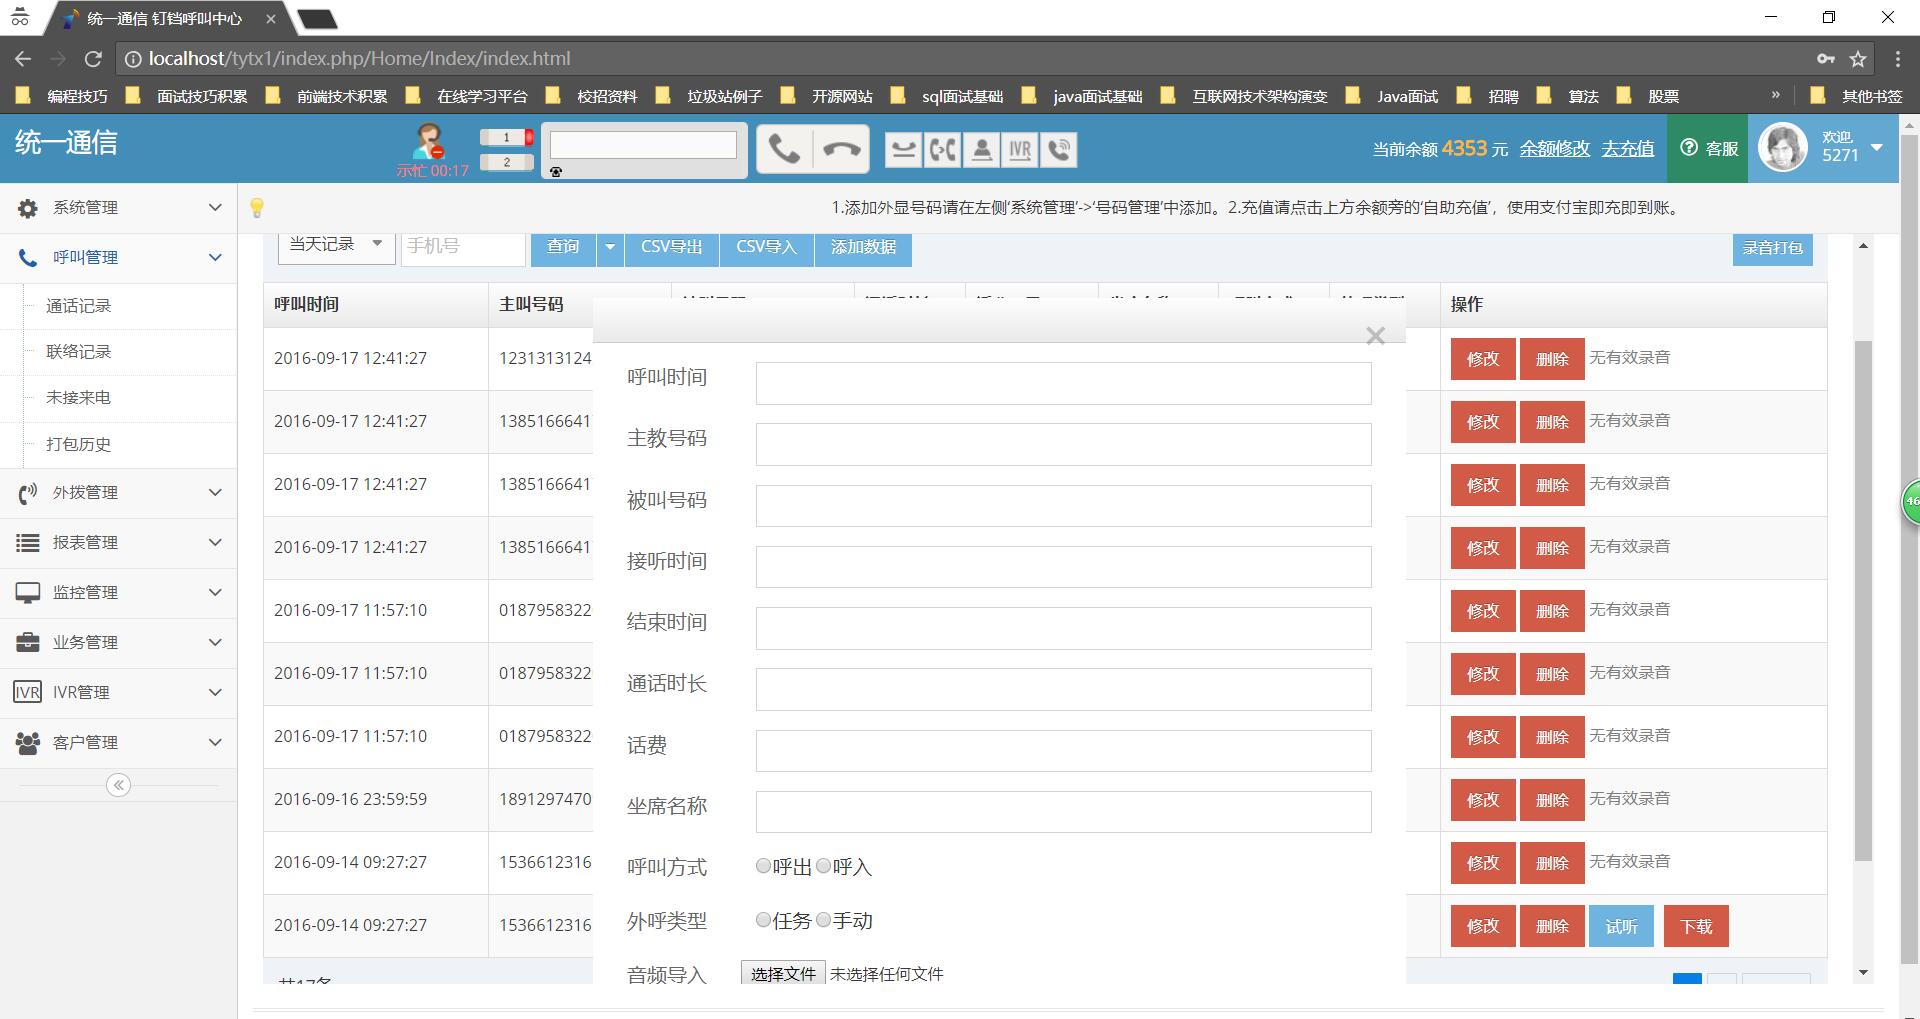 统一通信 钉铛呼叫中心
localhost/tytx1/index.php/Home/Index/index.html
编程技巧 面试技巧积累 前端技术积累 在线学习平台 校招资料 垃圾站例子 开源网站 sql面试基础 java面试基础 互联网技术架构演变 Java面试 招聘 算法 股票 » 其他书签
统一通信
示忙 00:17
1
2
IVR
当前余额 4353 元 余额修改 去充值
客服
欢迎,
5271
系统管理
呼叫管理
通话记录
联络记录
未接来电
打包历史
外拨管理
报表管理
监控管理
业务管理
IVR IVR管理
客户管理
1.添加外显号码请在左侧‘系统管理’->‘号码管理’中添加。2.充值请点击上方余额旁的‘自助充值’，使用支付宝即充即到账。
当天记录 手机号 查询 CSV导出 CSV导入 添加数据 录音打包
呼叫时间 主叫号码 操作
2016-09-17 12:41:27 1231313124 修改 删除 无有效录音
2016-09-17 12:41:27 1385166641 修改 删除 无有效录音
2016-09-17 12:41:27 1385166641 修改 删除 无有效录音
2016-09-17 12:41:27 1385166641 修改 删除 无有效录音
2016-09-17 11:57:10 0187958322 修改 删除 无有效录音
2016-09-17 11:57:10 0187958322 修改 删除 无有效录音
2016-09-17 11:57:10 0187958322 修改 删除 无有效录音
2016-09-16 23:59:59 1891297470 修改 删除 无有效录音
2016-09-14 09:27:27 1536612316 修改 删除 无有效录音
2016-09-14 09:27:27 1536612316 修改 删除 试听 下载
呼叫时间
主教号码
被叫号码
接听时间
结束时间
通话时长
话费
坐席名称
呼叫方式 呼出 呼入
外呼类型 任务 手动
音频导入 选择文件 未选择任何文件
46